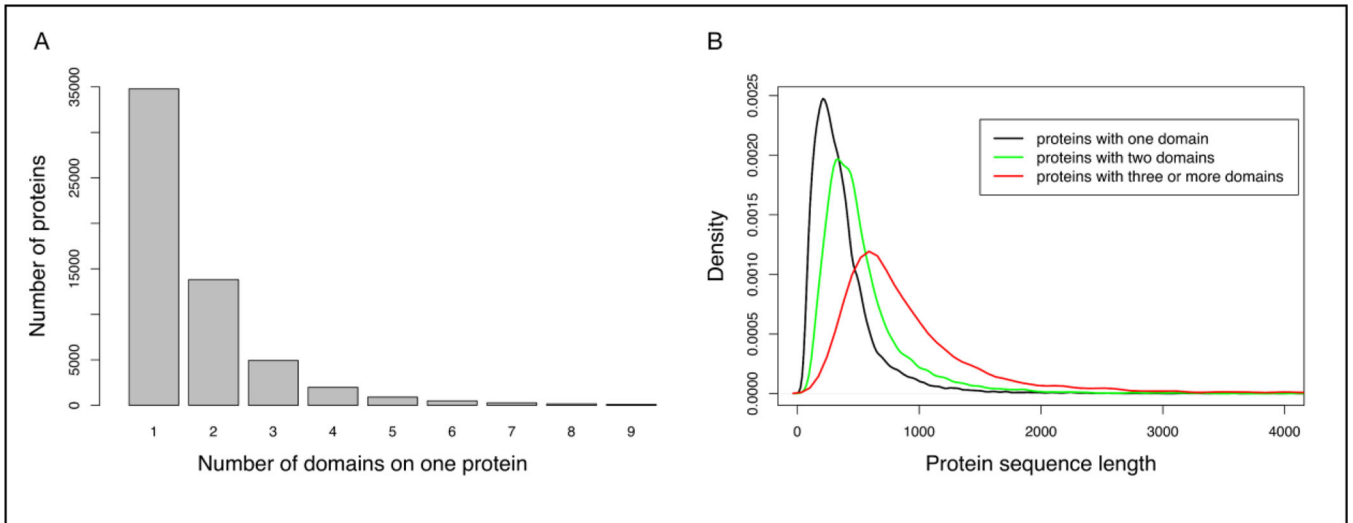 A
Number of proteins
35000
25000
15000
5000
0
1 2 3 4 5 6 7 8 9
Number of domains on one protein
B
Density
0.0025
0.0020
0.0015
0.0010
0.0005
0.0000
proteins with one domain
proteins with two domains
proteins with three or more domains
0 1000 2000 3000 4000
Protein sequence length